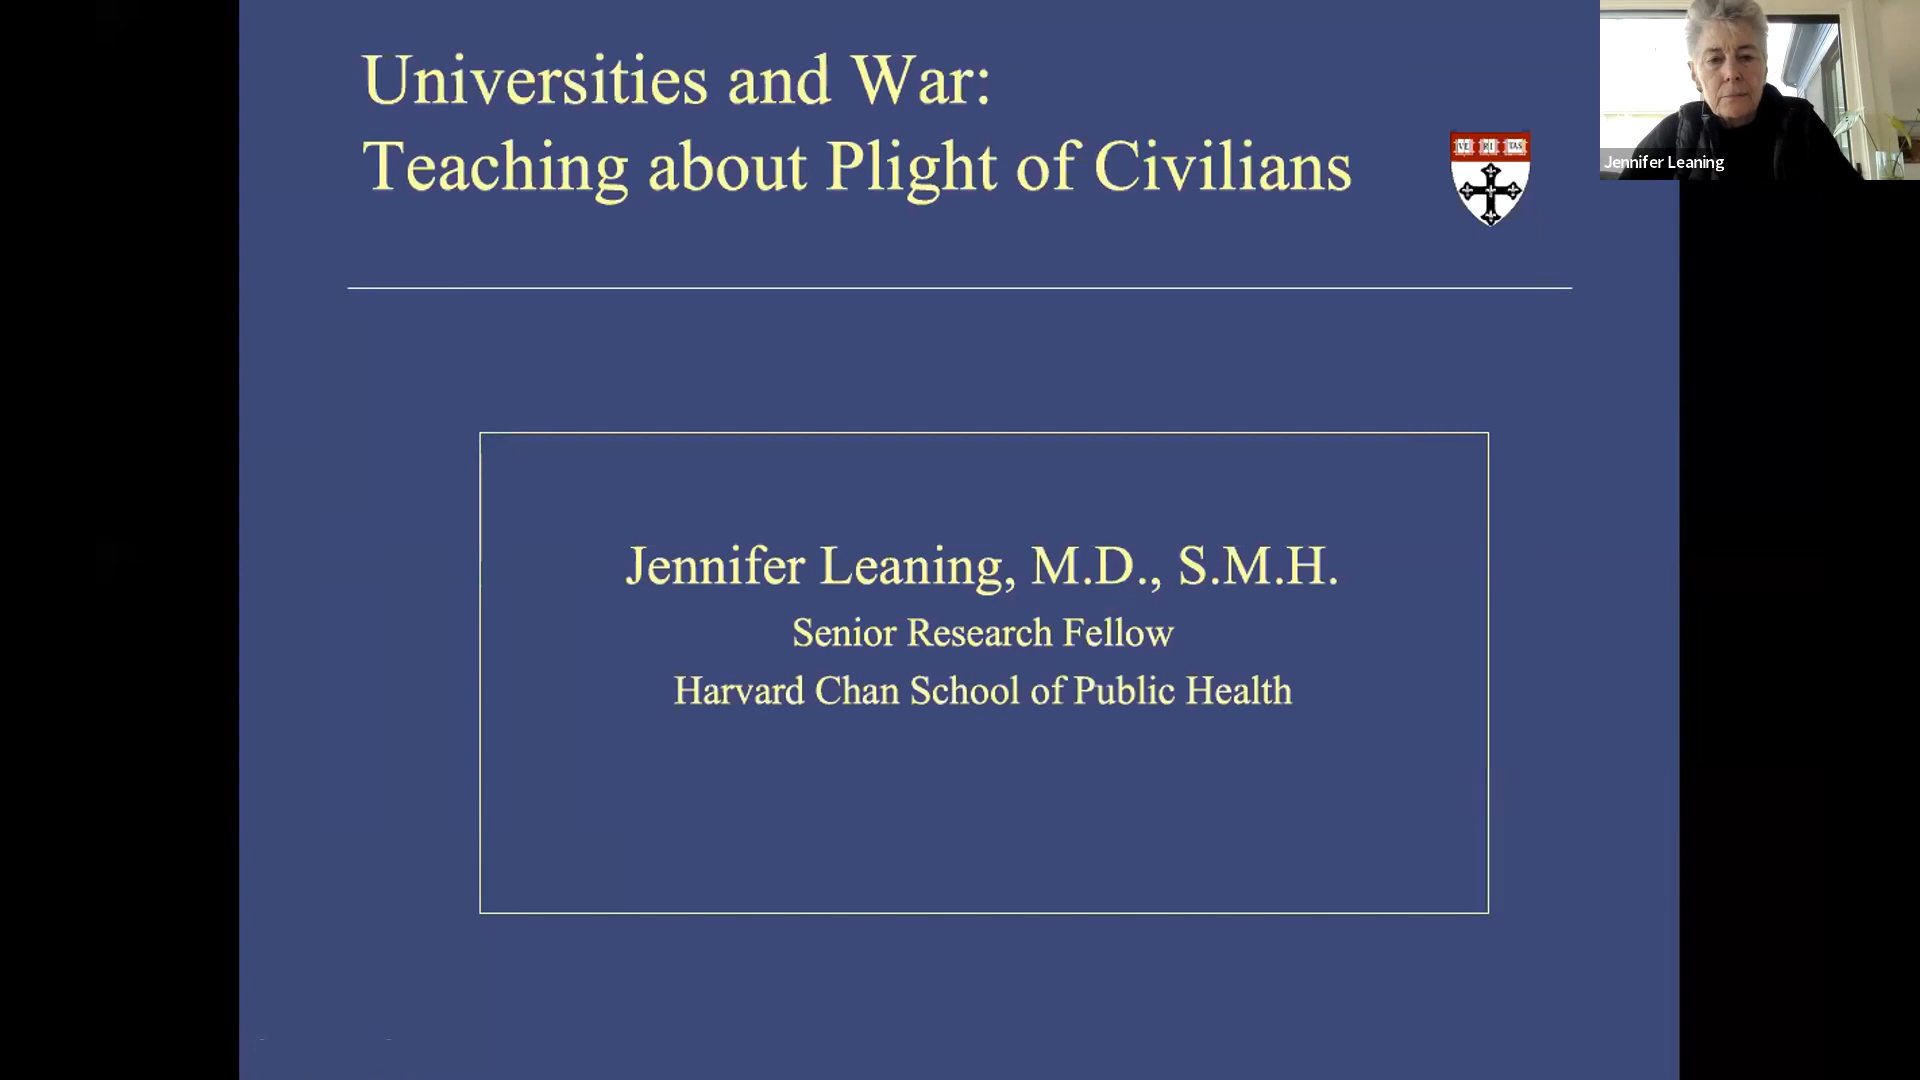 Universities and War:
Teaching about Plight of Civilians
VE RI TAS
Jennifer Leaning
Jennifer Leaning, M.D., S.M.H.
Senior Research Fellow
Harvard Chan School of Public Health